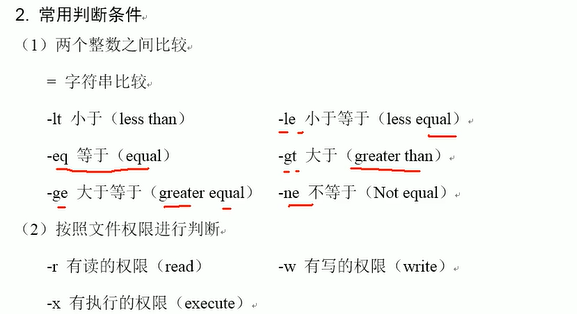 2. 常用判断条件
（1）两个整数之间比较
= 字符串比较
-lt 小于（less than） -le 小于等于（less equal）
-eq 等于（equal） -gt 大于（greater than）
-ge 大于等于（greater equal） -ne 不等于（Not equal）
（2）按照文件权限进行判断
-r 有读的权限（read） -w 有写的权限（write）
-x 有执行的权限（execute）